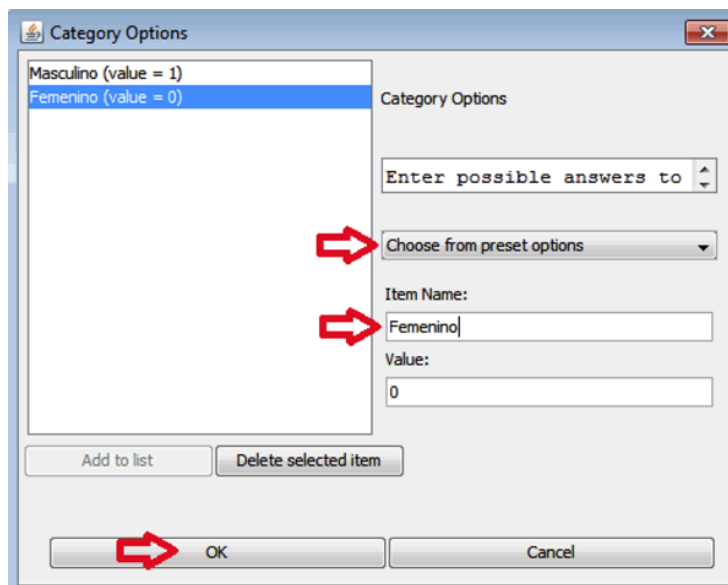 Category Options
Masculino (value = 1)
Femenino (value = 0)
Category Options
Enter possible answers to
Choose from preset options
Item Name:
Femenino
Value:
0
Add to list
Delete selected item
OK
Cancel